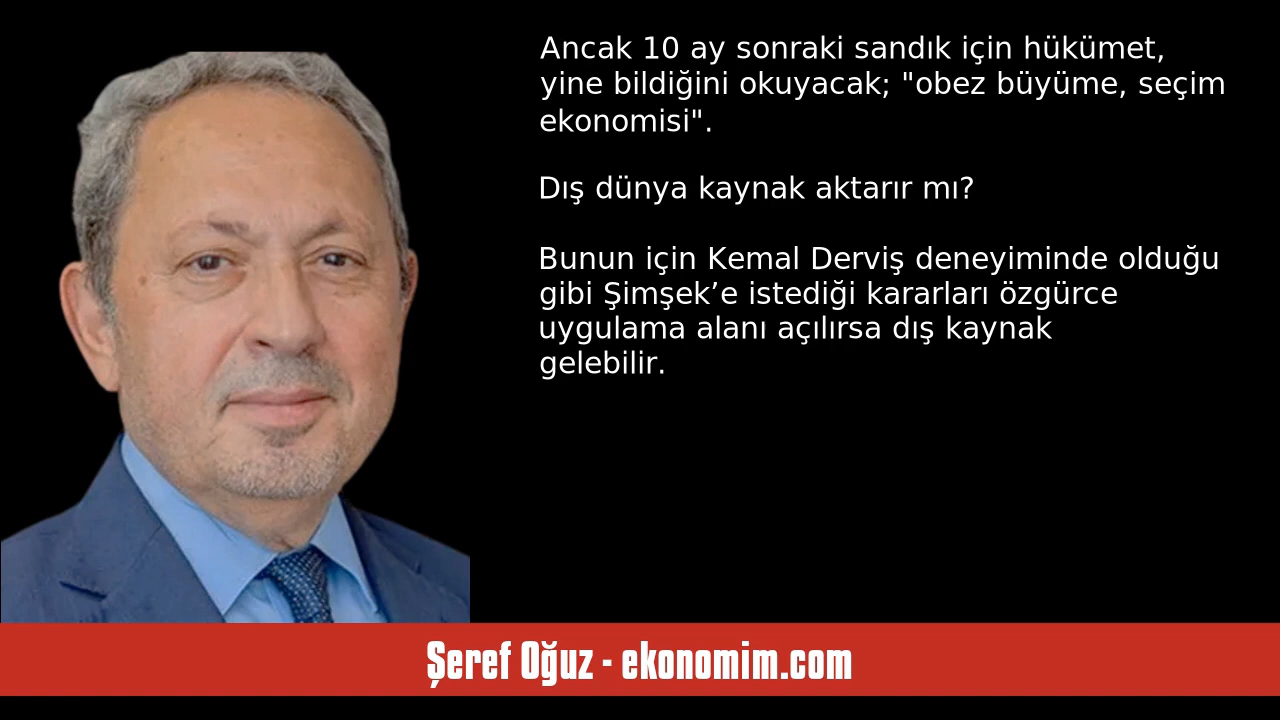 Ancak 10 ay sonraki sandık için hükümet,
yine bildiğini okuyacak; "obez büyüme, seçim
ekonomisi".
Dış dünya kaynak aktarır mı?
Bunun için Kemal Derviş deneyiminde olduğu
gibi Şimşek’e istediği kararları özgürce
uygulama alanı açılırsa dış kaynak
gelebilir.
Şeref Oğuz - ekonomim.com